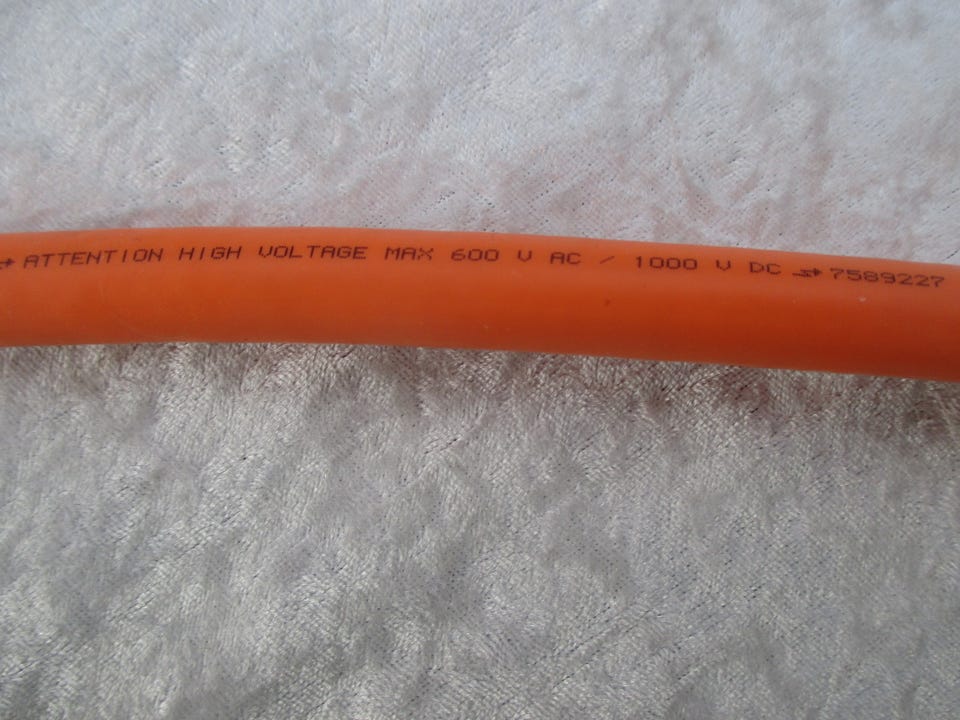 ATTENTION HIGH VOLTAGE MAX 600 V AC / 1000 V DC 7589227